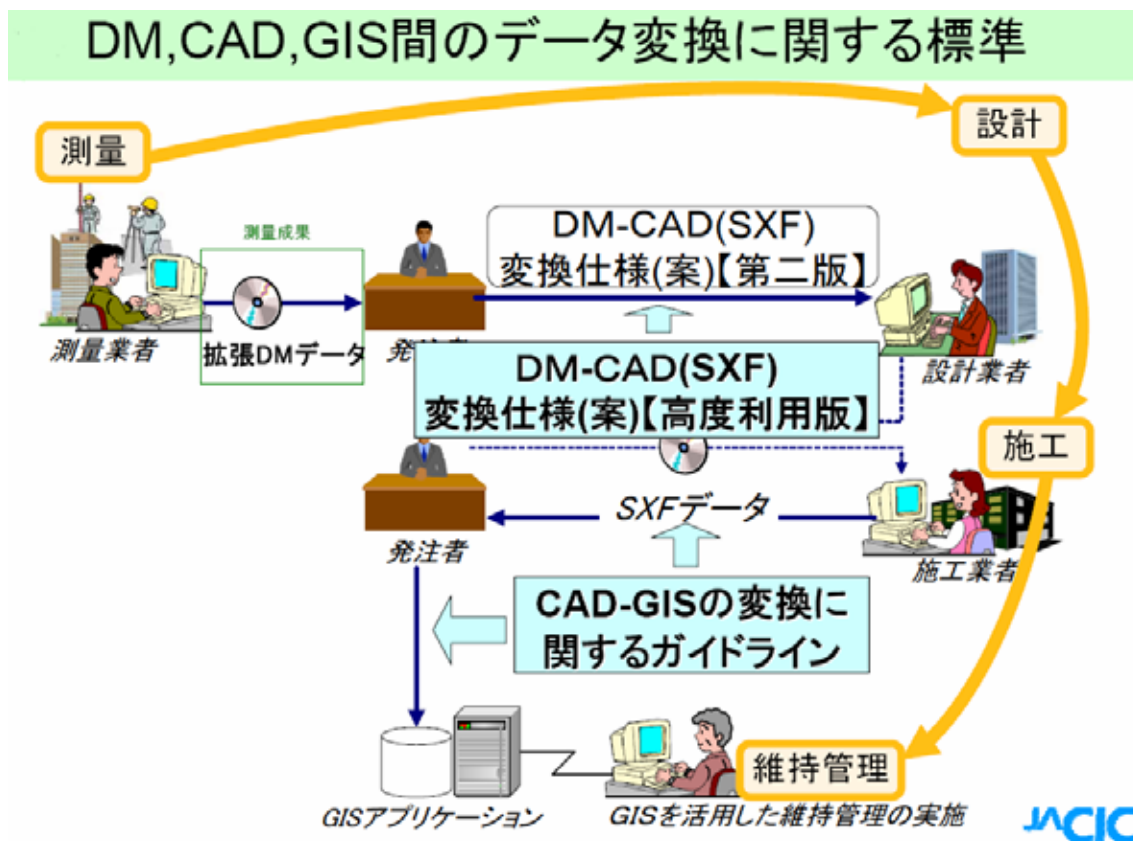 DM,CAD,GIS間のデータ変換に関する標準
測量
設計
測量成果
DM-CAD(SXF)
変換仕様(案)【第二版】
測量業者
拡張DMデータ
設計業者
DM-CAD(SXF)
変換仕様(案)【高度利用版】
施工
SXFデータ
発注者
施工業者
CAD-GISの変換に
関するガイドライン
維持管理
GISアプリケーション
GISを活用した維持管理の実施
JACIC